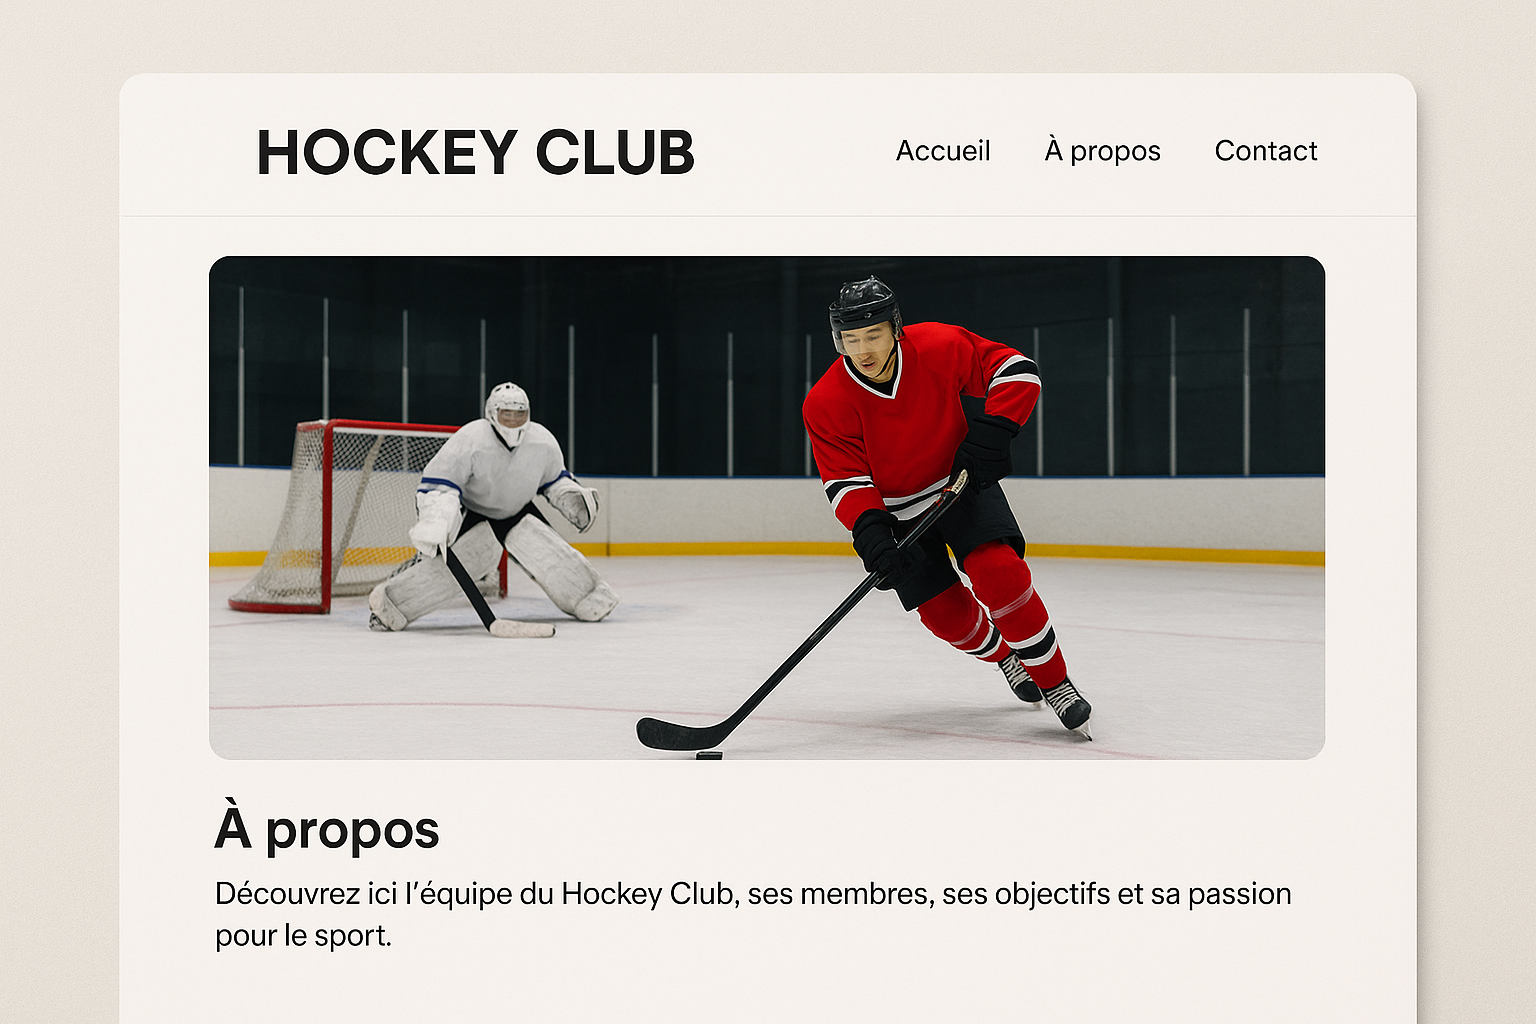 HOCKEY CLUB
Accueil À propos Contact
À propos
Découvrez ici l’équipe du Hockey Club, ses membres, ses objectifs et sa passion
pour le sport.